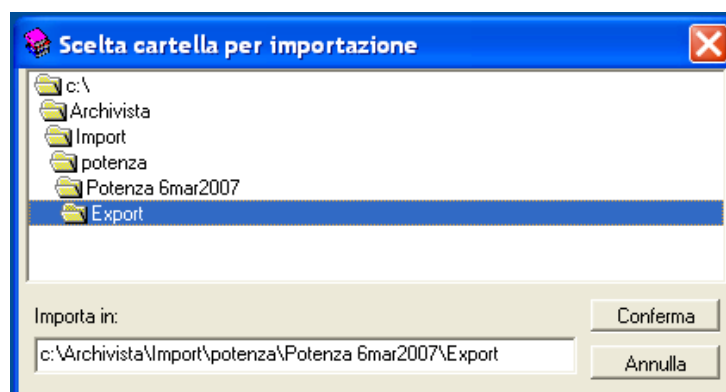 Scelta cartella per importazione
c:\
Archivista
Import
potenza
Potenza 6mar2007
Export
Importa in:
Conferma
c:\Archivista\Import\potenza\Potenza 6mar2007\Export
Annulla